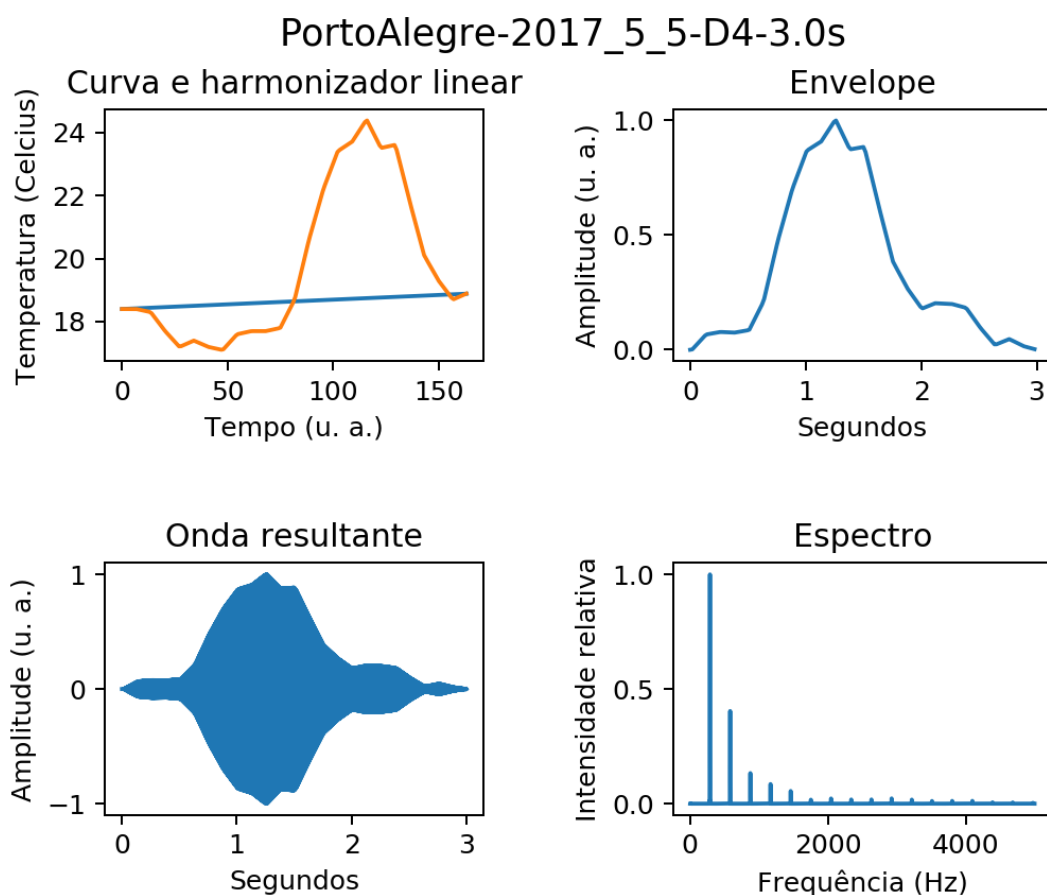 PortoAlegre-2017_5_5-D4-3.0s
Curva e harmonizador linear
Temperatura (Celcius)
24
22
20
18
0 50 100 150
Tempo (u. a.)
Envelope
Amplitude (u. a.)
1.0
0.5
0.0
0 1 2 3
Segundos
Onda resultante
Amplitude (u. a.)
1
0
−1
0 1 2 3
Segundos
Espectro
Intensidade relativa
1.0
0.5
0.0
0 2000 4000
Frequência (Hz)